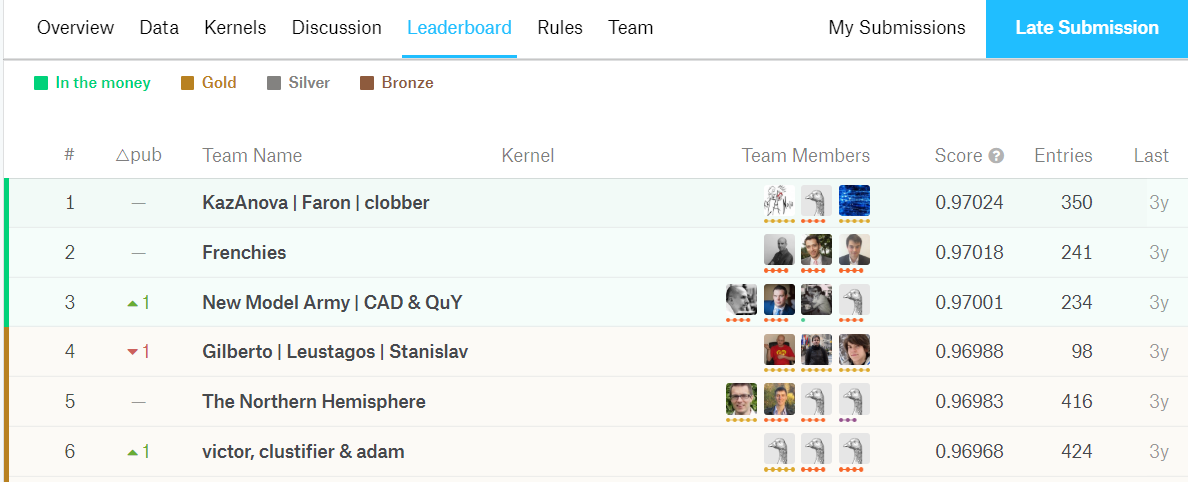 Overview Data Kernels Discussion Leaderboard Rules Team My Submissions Late Submission
In the money Gold Silver Bronze
# △pub Team Name Kernel Team Members Score ? Entries Last
1 — KazAnova | Faron | clobber 0.97024 350 3y
2 — Frenchies 0.97018 241 3y
3 ▲1 New Model Army | CAD & QuY 0.97001 234 3y
4 ▼1 Gilberto | Leustagos | Stanislav 0.96988 98 3y
5 — The Northern Hemisphere 0.96983 416 3y
6 ▲1 victor, clustifier & adam 0.96968 424 3y